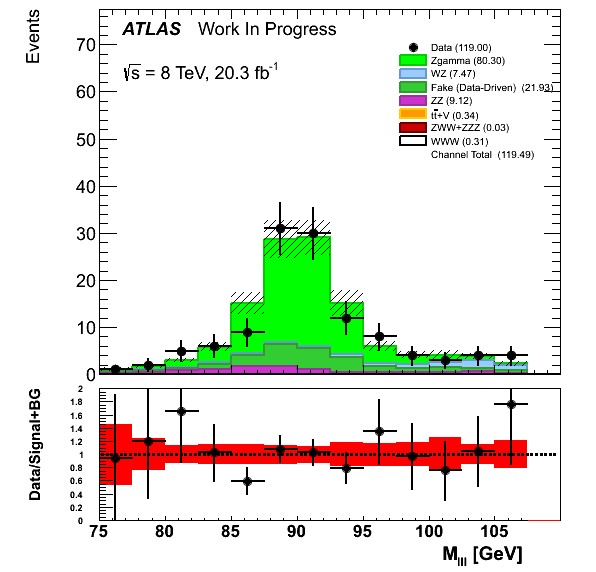 Events
ATLAS Work In Progress
√s = 8 TeV, 20.3 fb⁻¹
Data (119.00)
Zgamma (80.30)
WZ (7.47)
Fake (Data-Driven) (21.93)
ZZ (9.12)
tt̄+V (0.34)
ZWW+ZZZ (0.03)
WWW (0.31)
Channel Total (119.49)
70
60
50
40
30
20
10
0
Data/Signal+BG
2
1.8
1.6
1.4
1.2
1
0.8
0.6
0.4
0.2
0
75 80 85 90 95 100 105
M_lll [GeV]